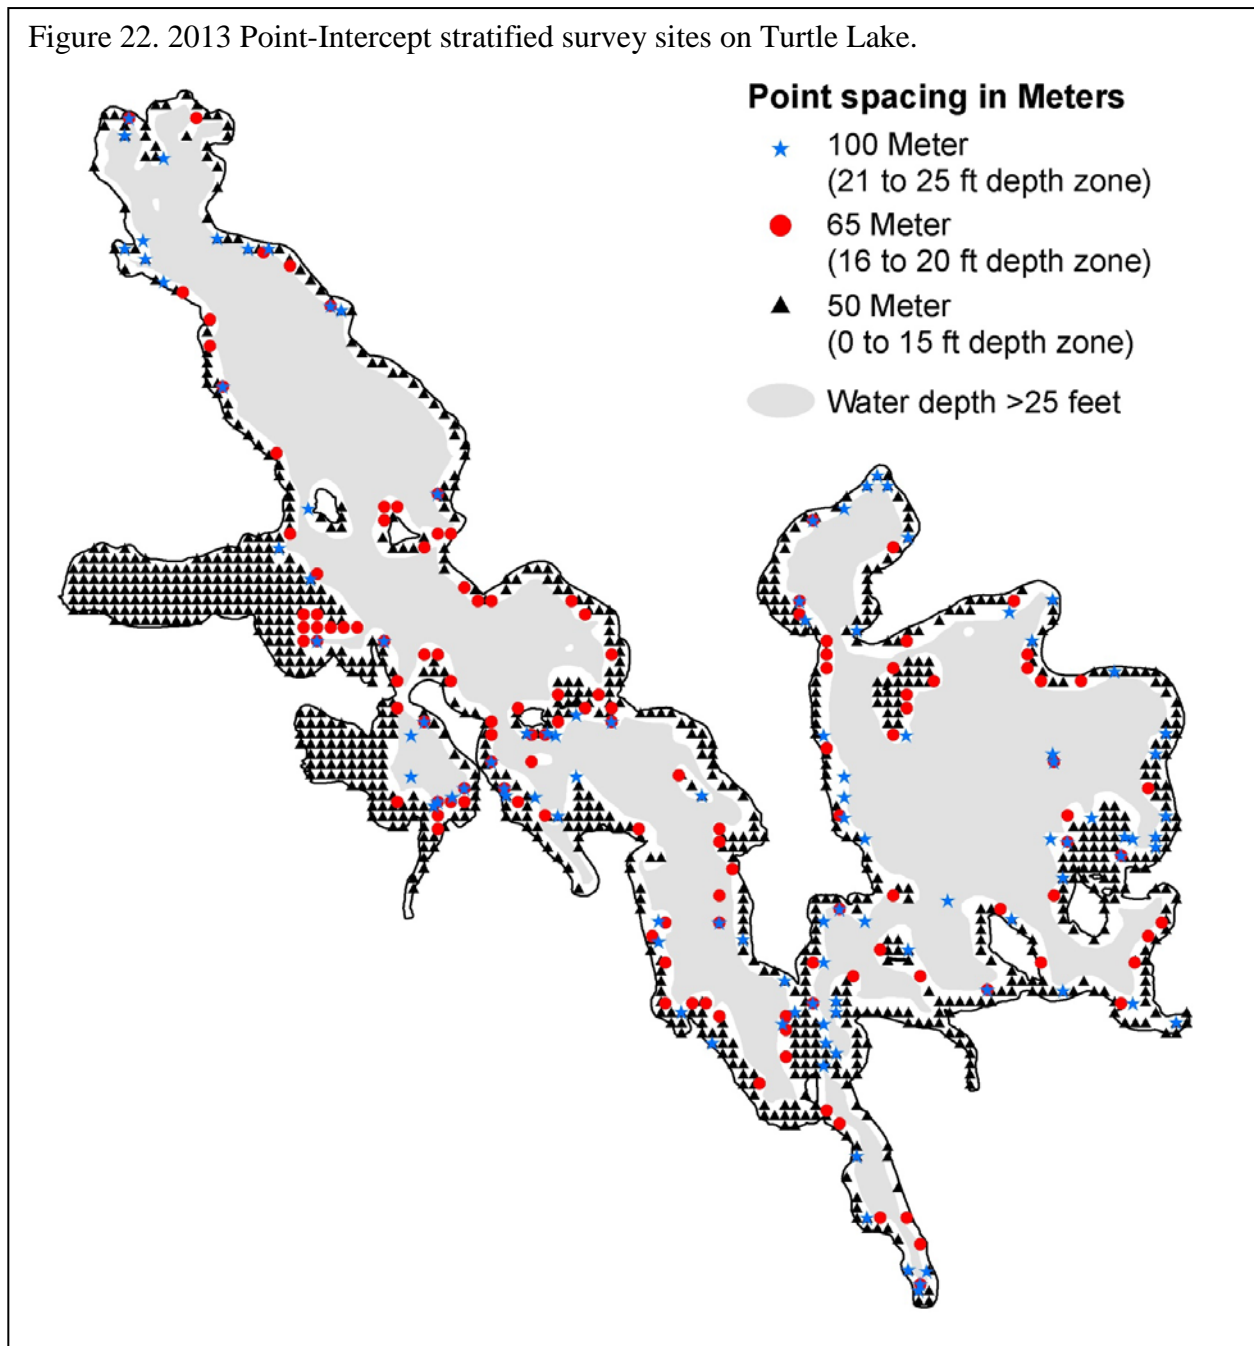 Figure 22. 2013 Point-Intercept stratified survey sites on Turtle Lake.
Point spacing in Meters
100 Meter
(21 to 25 ft depth zone)
65 Meter
(16 to 20 ft depth zone)
50 Meter
(0 to 15 ft depth zone)
Water depth >25 feet